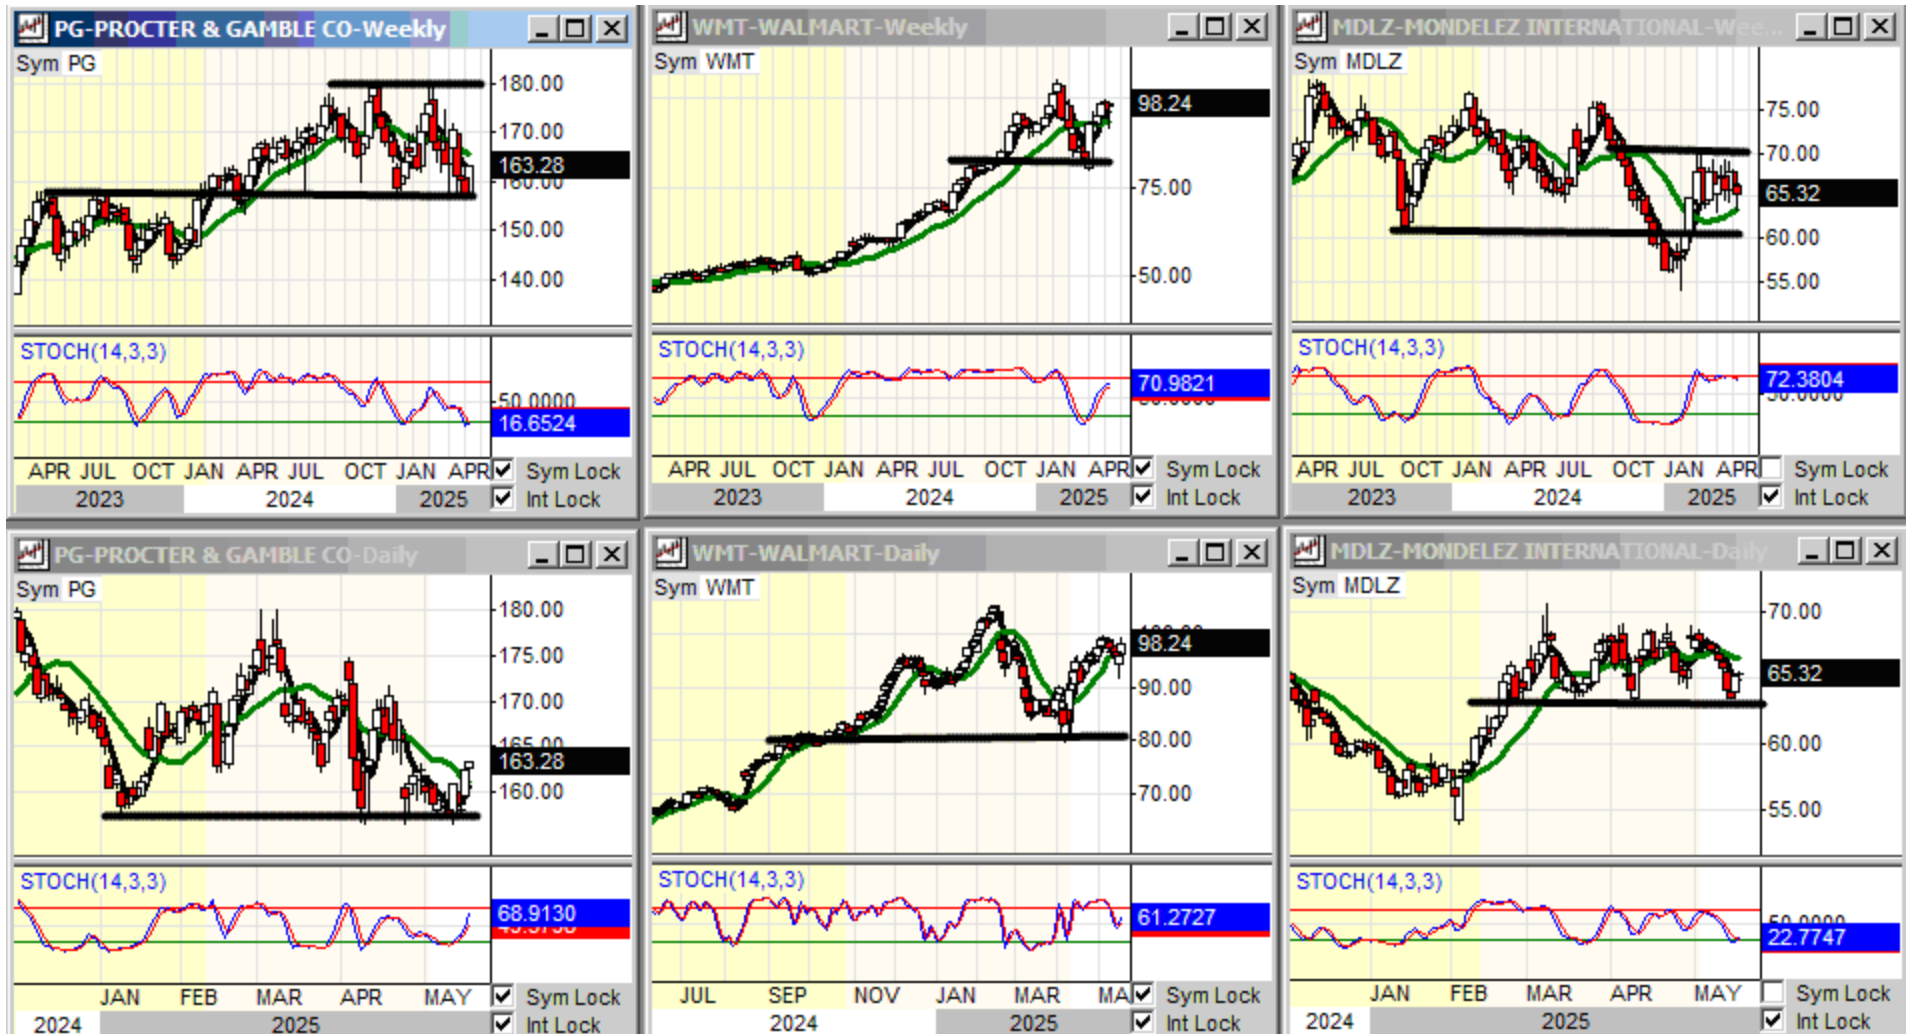 PG-PROCTER & GAMBLE CO-Weekly
Sym PG
180.00
170.00
163.28
160.00
150.00
140.00
STOCH(14,3,3)
50.0000
16.6524
APR JUL OCT JAN APR JUL OCT JAN APR
Sym Lock
2023 2024 2025
Int Lock
WMT-WALMART-Weekly
Sym WMT
98.24
75.00
50.00
STOCH(14,3,3)
70.9821
APR JUL OCT JAN APR JUL OCT JAN APR
Sym Lock
2023 2024 2025
Int Lock
MDLZ-MONDELEZ INTERNATIONAL-Wee...
Sym MDLZ
75.00
70.00
65.32
60.00
55.00
STOCH(14,3,3)
72.3804
50.0000
APR JUL OCT JAN APR JUL OCT JAN APR
Sym Lock
2023 2024 2025
Int Lock
PG-PROCTER & GAMBLE CO-Daily
Sym PG
180.00
175.00
170.00
165.00
163.28
160.00
STOCH(14,3,3)
68.9130
JAN FEB MAR APR MAY
Sym Lock
2024 2025
Int Lock
WMT-WALMART-Daily
Sym WMT
98.24
90.00
80.00
70.00
STOCH(14,3,3)
61.2727
JUL SEP NOV JAN MAR MA
Sym Lock
2024 2025
Int Lock
MDLZ-MONDELEZ INTERNATIONAL-Daily
Sym MDLZ
70.00
65.32
60.00
55.00
STOCH(14,3,3)
50.0000
22.7747
JAN FEB MAR APR MAY
Sym Lock
2024 2025
Int Lock